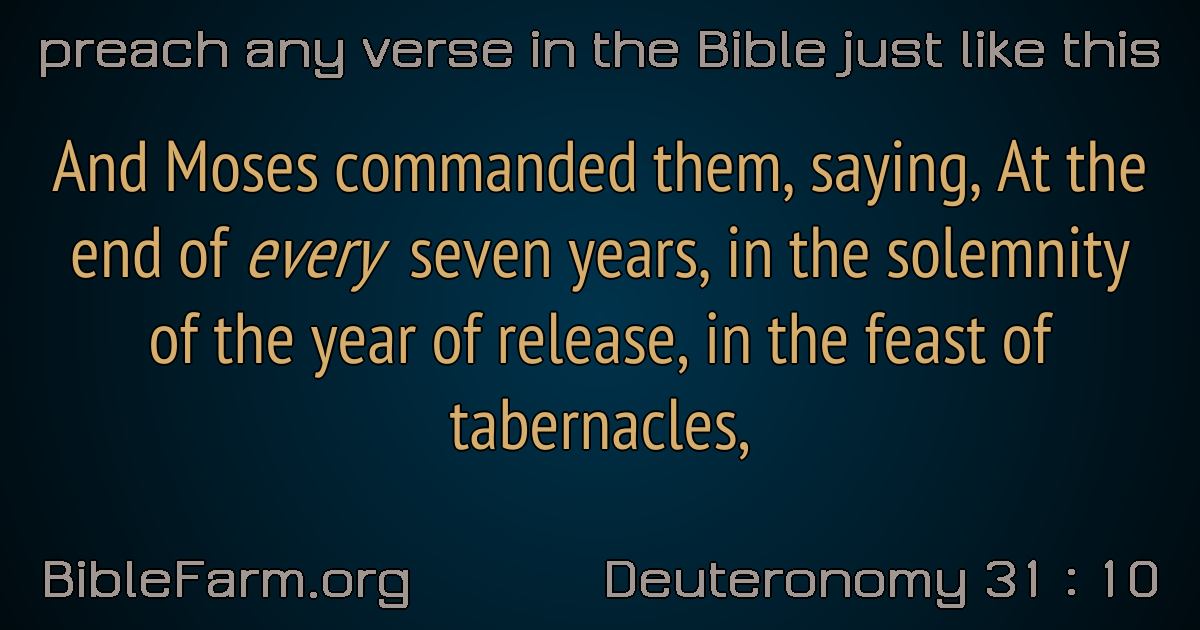 preach any verse in the Bible just like this
And Moses commanded them, saying, At the
end of every seven years, in the solemnity
of the year of release, in the feast of
tabernacles,
BibleFarm.org
Deuteronomy 31 : 10